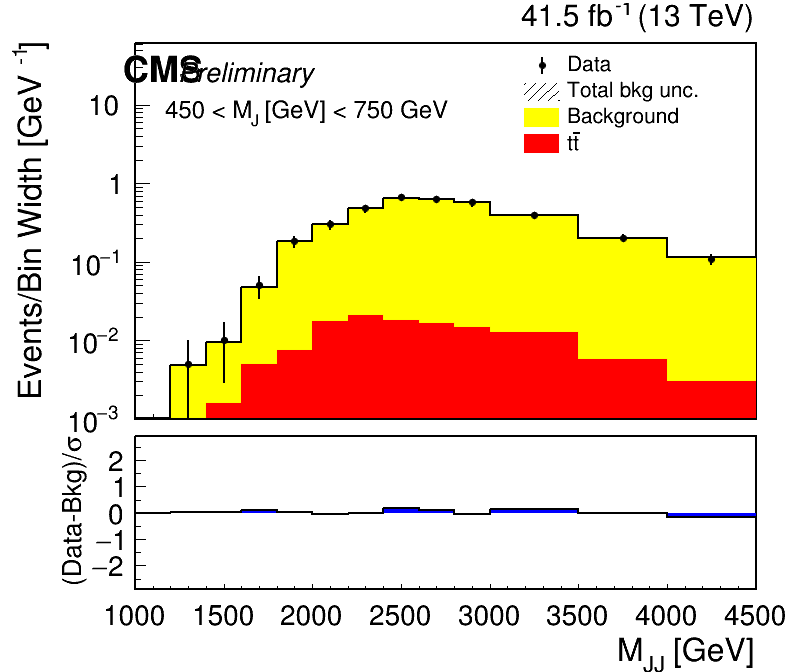 41.5 fb⁻¹ (13 TeV)
CMS Preliminary
450 < M_J [GeV] < 750 GeV
Data
Total bkg unc.
Background
tt̄
Events/Bin Width [GeV⁻¹]
10
1
10⁻¹
10⁻²
10⁻³
(Data-Bkg)/σ
2
1
0
−1
−2
1000 1500 2000 2500 3000 3500 4000 4500
M_JJ [GeV]